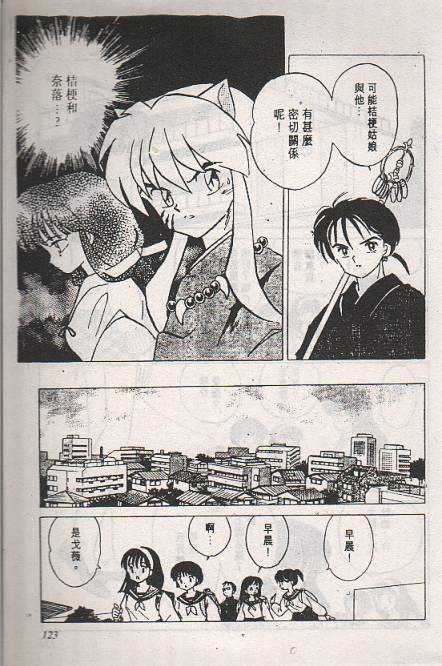 可能桔梗姑娘
與他…
有甚麼
密切關係
呢！
桔梗和
奈落…？
早晨！
早晨！
啊…
是戈薇。
123